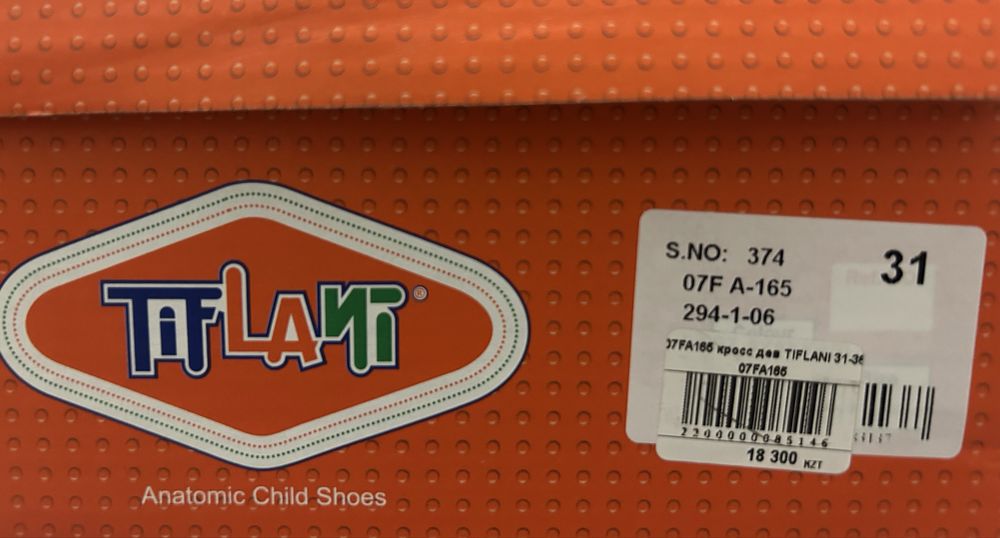 TiFLANi®
Anatomic Child Shoes
S.NO: 374
31
07F A-165
294-1-06
07FA165 кросс дев TIFLANI 31-36
07FA165
2200000085146
18 300 KZT